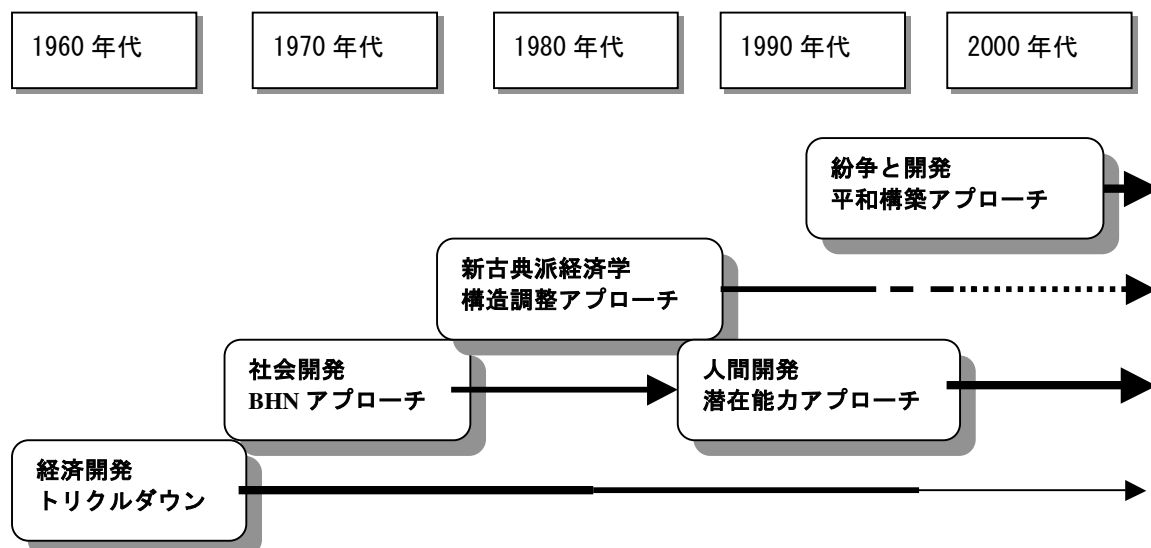 1960 年代
1970 年代
1980 年代
1990 年代
2000 年代
紛争と開発
平和構築アプローチ
新古典派経済学
構造調整アプローチ
社会開発
BHN アプローチ
人間開発
潜在能力アプローチ
経済開発
トリクルダウン